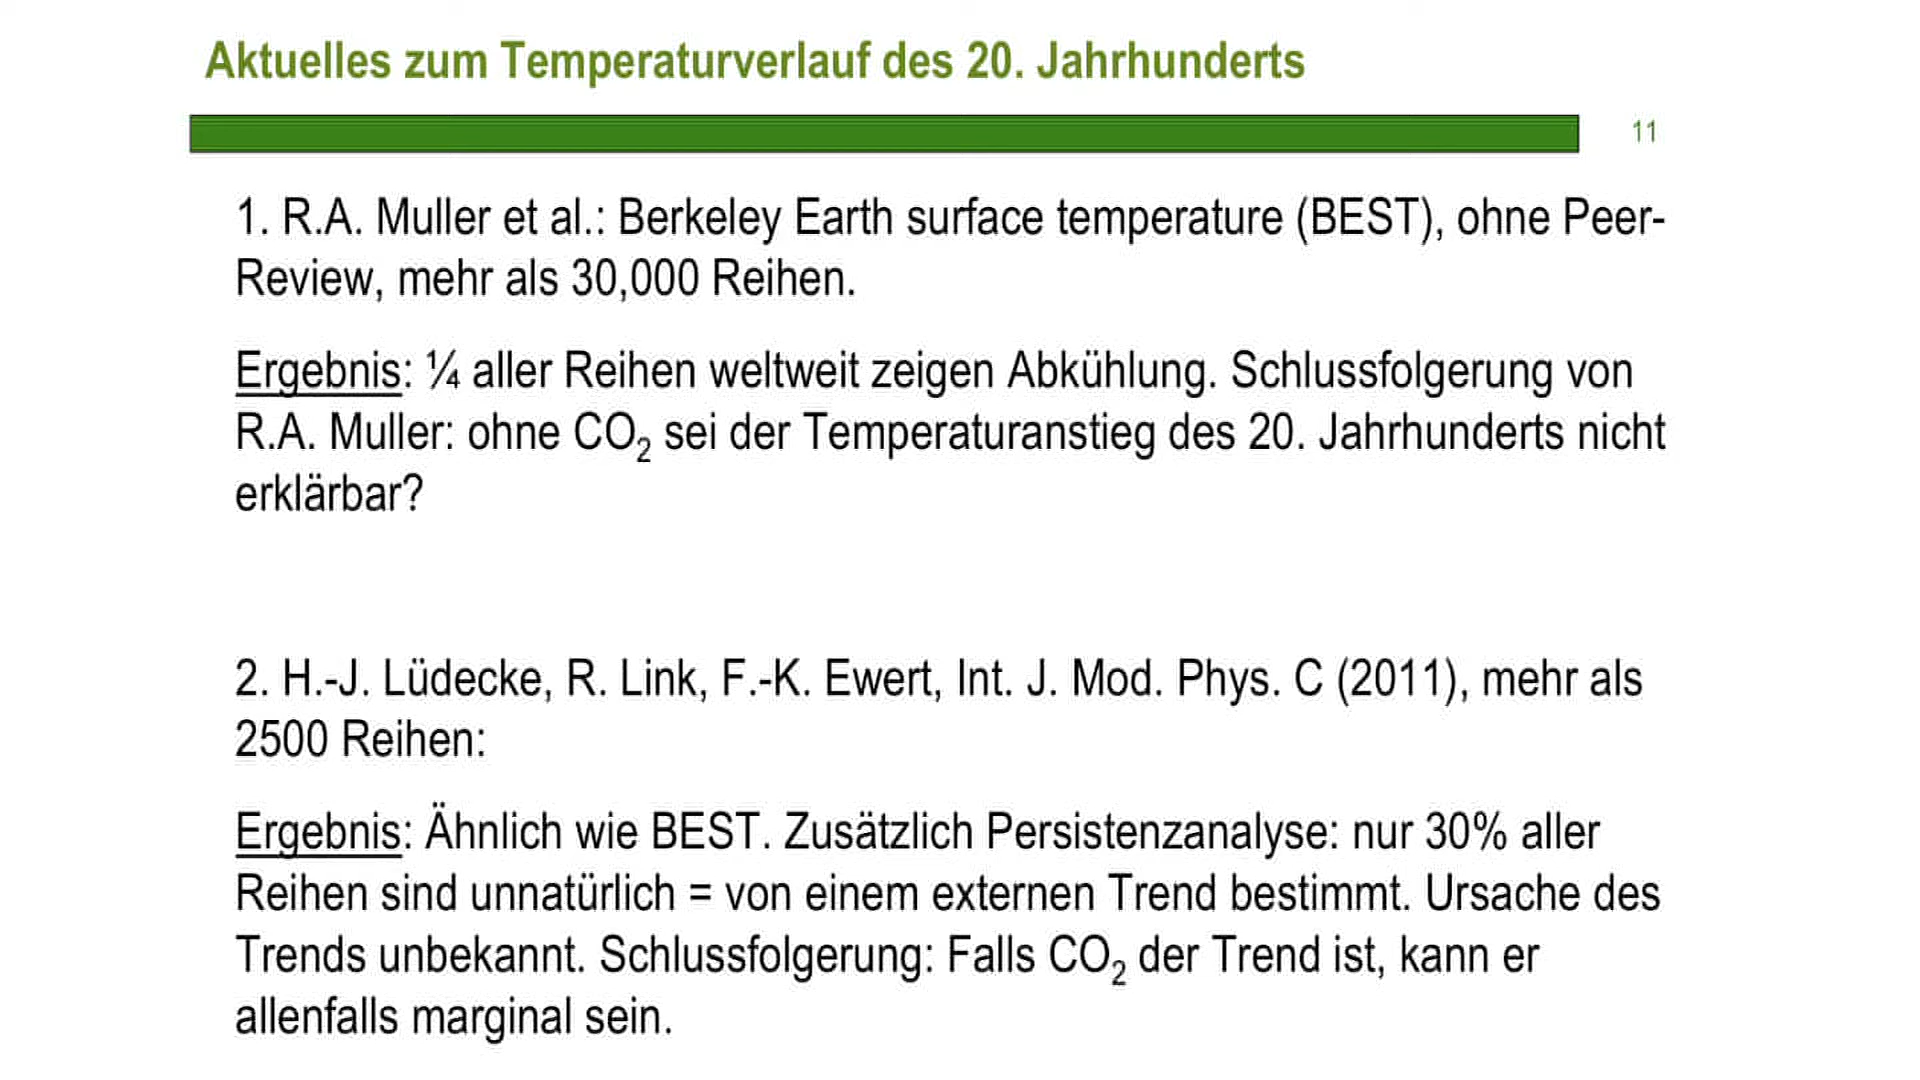 Aktuelles zum Temperaturverlauf des 20. Jahrhunderts
11
1. R.A. Muller et al.: Berkeley Earth surface temperature (BEST), ohne Peer-
Review, mehr als 30,000 Reihen.
Ergebnis: ¼ aller Reihen weltweit zeigen Abkühlung. Schlussfolgerung von
R.A. Muller: ohne CO₂ sei der Temperaturanstieg des 20. Jahrhunderts nicht
erklärbar?
2. H.-J. Lüdecke, R. Link, F.-K. Ewert, Int. J. Mod. Phys. C (2011), mehr als
2500 Reihen:
Ergebnis: Ähnlich wie BEST. Zusätzlich Persistenzanalyse: nur 30% aller
Reihen sind unnatürlich = von einem externen Trend bestimmt. Ursache des
Trends unbekannt. Schlussfolgerung: Falls CO₂ der Trend ist, kann er
allenfalls marginal sein.